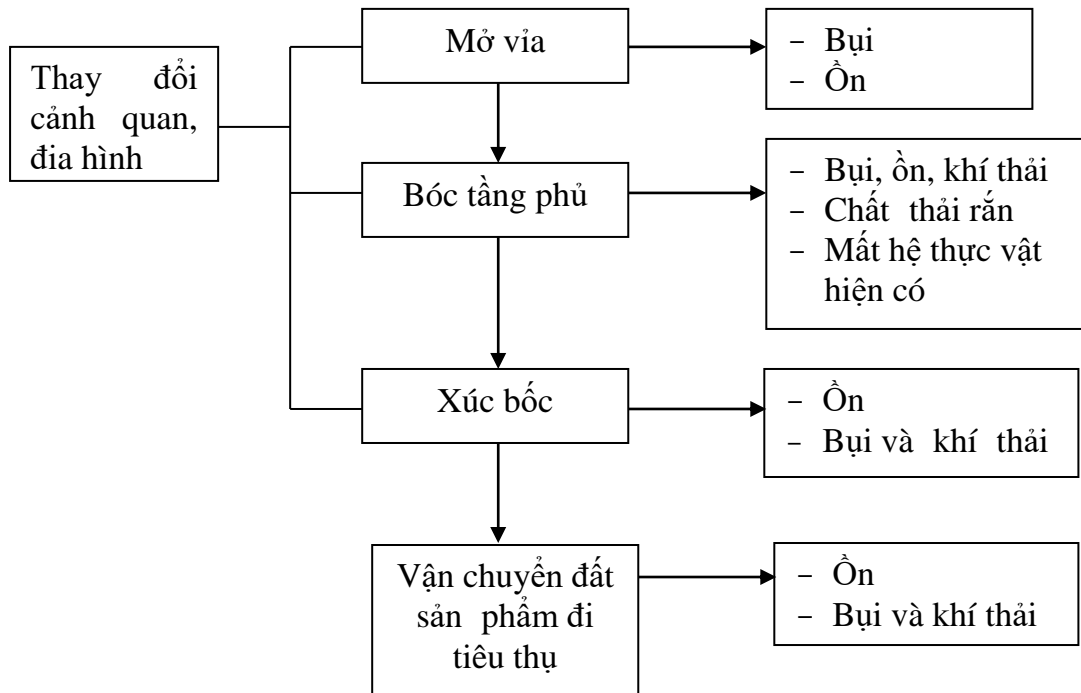 Mở vỉa
– Bụi
– Ồn
Thay đổi
cảnh quan,
đia hình
Bóc tầng phủ
– Bụi, ồn, khí thải
– Chất thải rắn
– Mất hệ thực vật
hiện có
Xúc bốc
– Ồn
– Bụi và khí thải
Vận chuyển đất
sản phẩm đi
tiêu thụ
– Ồn
– Bụi và khí thải